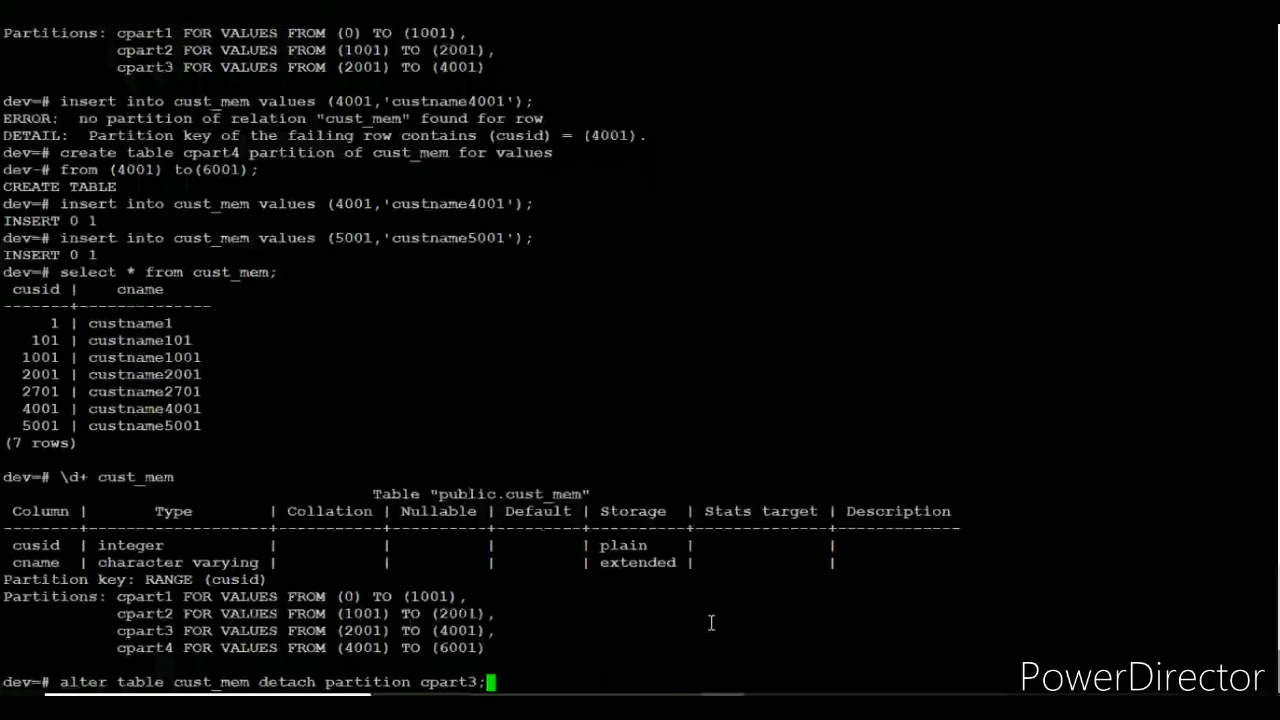 Partitions: cpart1 FOR VALUES FROM (0) TO (1001),
cpart2 FOR VALUES FROM (1001) TO (2001),
cpart3 FOR VALUES FROM (2001) TO (4001)
dev=# insert into cust_mem values (4001,'custname4001');
ERROR:  no partition of relation "cust_mem" found for row
DETAIL:  Partition key of the failing row contains (cusid) = (4001).
dev=# create table cpart4 partition of cust_mem for values
dev-# from (4001) to(6001);
CREATE TABLE
dev=# insert into cust_mem values (4001,'custname4001');
INSERT 0 1
dev=# insert into cust_mem values (5001,'custname5001');
INSERT 0 1
dev=# select * from cust_mem;
cusid |    cname
-------+--------------
1 | custname1
101 | custname101
1001 | custname1001
2001 | custname2001
2701 | custname2701
4001 | custname4001
5001 | custname5001
(7 rows)
dev=# \d+ cust_mem
Table "public.cust_mem"
Column |       Type        | Collation | Nullable | Default | Storage  | Stats target | Description
--------+-------------------+-----------+----------+---------+----------+--------------+-------------
cusid  | integer           |           |          |         | plain    |              |
cname  | character varying |           |          |         | extended |              |
Partition key: RANGE (cusid)
Partitions: cpart1 FOR VALUES FROM (0) TO (1001),
cpart2 FOR VALUES FROM (1001) TO (2001),
cpart3 FOR VALUES FROM (2001) TO (4001),
cpart4 FOR VALUES FROM (4001) TO (6001)
dev=# alter table cust_mem detach partition cpart3;
PowerDirector